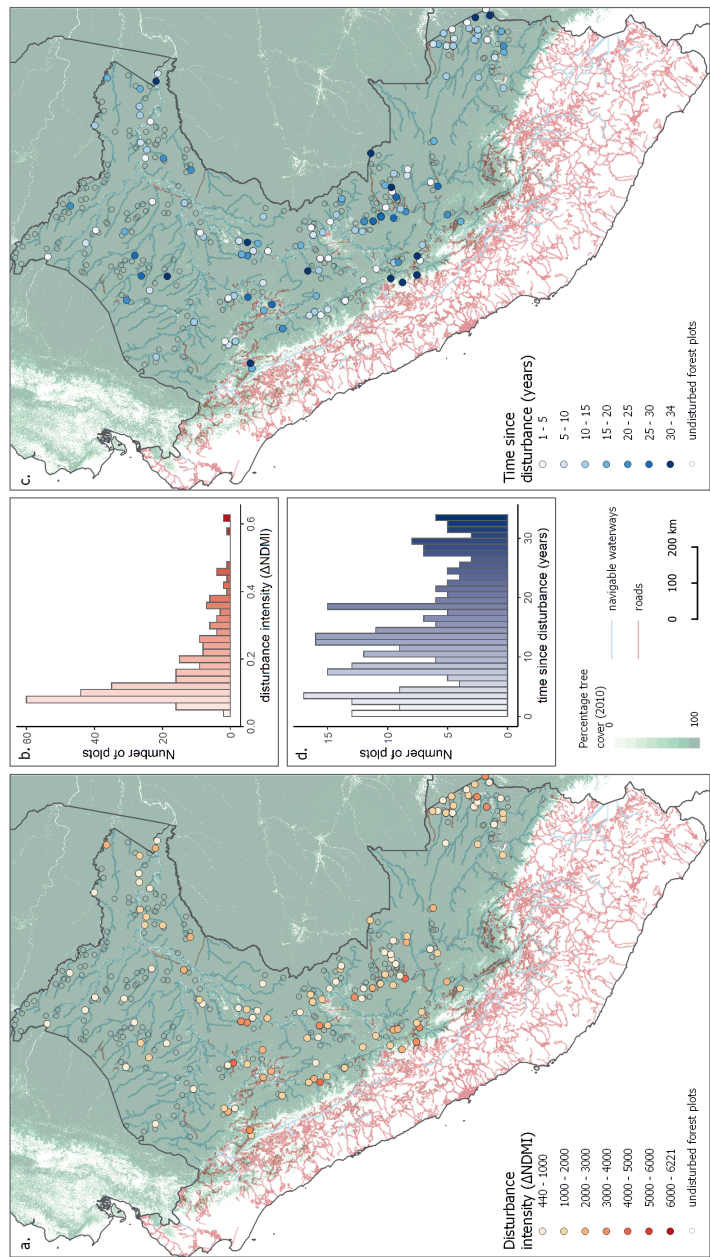 a.
Disturbance
intensity (ΔNDMI)
440 - 1000
1000 - 2000
2000 - 3000
3000 - 4000
4000 - 5000
5000 - 6000
6000 - 6221
undisturbed forest plots
b.
Number of plots
60
40
20
0
0.0
0.2
0.4
0.6
disturbance intensity (ΔNDMI)
d.
Number of plots
15
10
5
0
0
10
20
30
time since disturbance (years)
Percentage tree
cover (2010)
0
100
navigable waterways
roads
0
100
200 km
c.
Time since
disturbance (years)
1 - 5
5 - 10
10 - 15
15 - 20
20 - 25
25 - 30
30 - 34
undisturbed forest plots